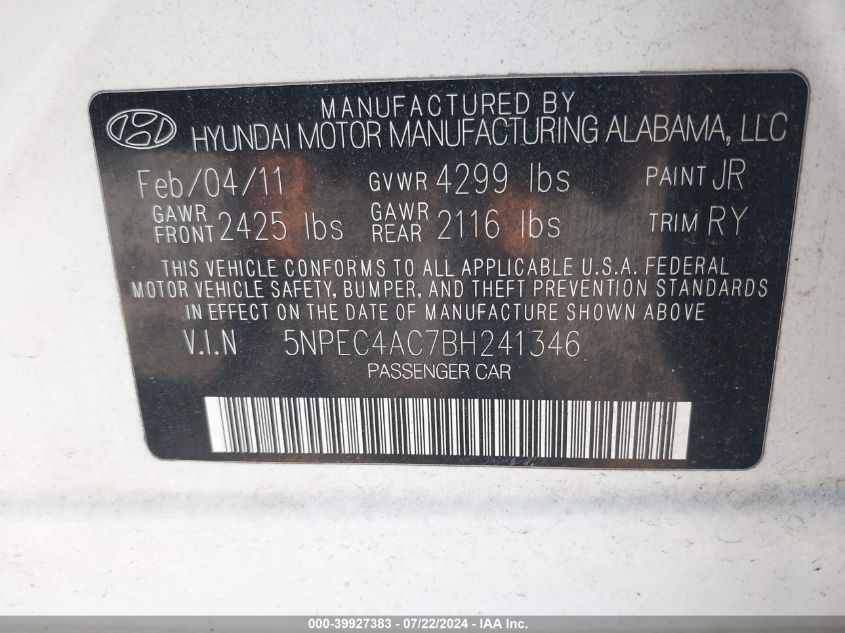 MANUFACTURED BY
HYUNDAI MOTOR MANUFACTURING ALABAMA, LLC
Feb/04/11 GVWR 4299 lbs PAINT JR
GAWR FRONT 2425 lbs GAWR REAR 2116 lbs TRIM RY
THIS VEHICLE CONFORMS TO ALL APPLICABLE U.S.A. FEDERAL
MOTOR VEHICLE SAFETY, BUMPER, AND THEFT PREVENTION STANDARDS
IN EFFECT ON THE DATE OF MANUFACTURE SHOWN ABOVE
V.I.N 5NPEC4AC7BH241346
PASSENGER CAR
000-39927383 - 07/22/2024 - IAA, Inc.